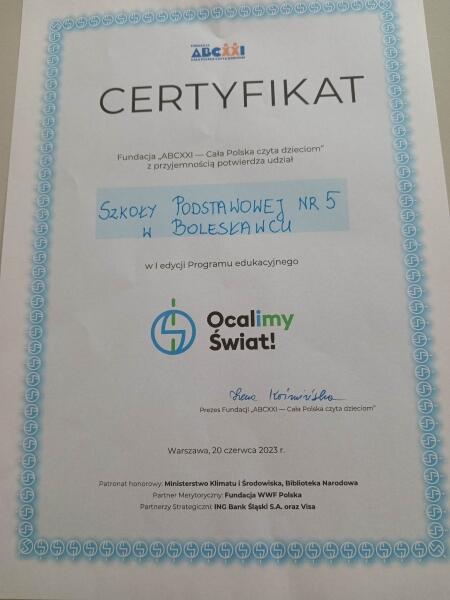 FUNDACJA
ABCXXI
CAŁA POLSKA CZYTA DZIECIOM
CERTYFIKAT
Fundacja „ABCXXI — Cała Polska czyta dzieciom”
z przyjemnością potwierdza udział
SZKOŁY PODSTAWOWEJ NR 5
W BOLESŁAWCU
w I edycji Programu edukacyjnego
Ocalimy
Świat!
Irena Koźmińska
Prezes Fundacji „ABCXXI — Cała Polska czyta dzieciom”
Warszawa, 20 czerwca 2023 r.
Patronat honorowy: Ministerstwo Klimatu i Środowiska, Biblioteka Narodowa
Partner Merytoryczny: Fundacja WWF Polska
Partnerzy Strategiczni: ING Bank Śląski S.A. oraz Visa